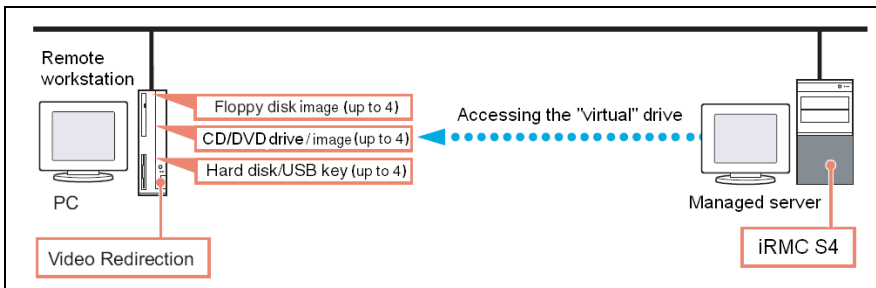 Remote
workstation
Floppy disk image (up to 4)
Accessing the "virtual" drive
CD/DVD drive / image (up to 4)
Hard disk/USB key (up to 4)
PC
Managed server
Video Redirection
iRMC S4